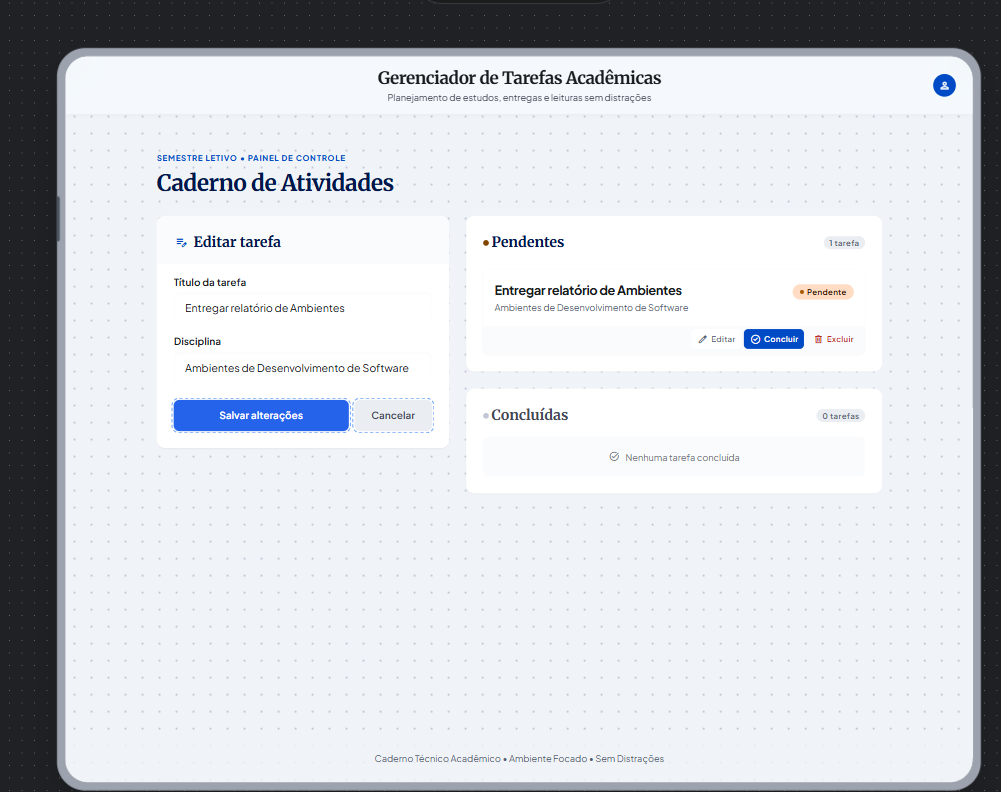 Gerenciador de Tarefas Acadêmicas
Planejamento de estudos, entregas e leituras sem distrações
SEMESTRE LETIVO • PAINEL DE CONTROLE
Caderno de Atividades
Editar tarefa
Título da tarefa
Entregar relatório de Ambientes
Disciplina
Ambientes de Desenvolvimento de Software
Salvar alterações
Cancelar
Pendentes
1 tarefa
Entregar relatório de Ambientes
Pendente
Ambientes de Desenvolvimento de Software
Editar
Concluir
Excluir
Concluídas
0 tarefas
Nenhuma tarefa concluída
Caderno Técnico Acadêmico • Ambiente Focado • Sem Distrações